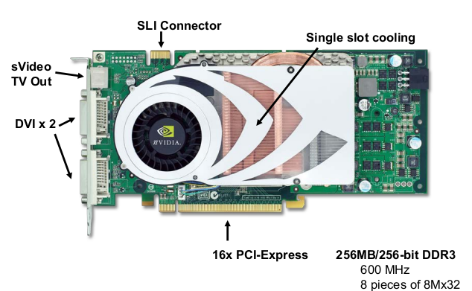 SLI Connector
Single slot cooling
sVideo
TV Out
DVI x 2
NVIDIA.
16x PCI-Express
256MB/256-bit DDR3
600 MHz
8 pieces of 8Mx32